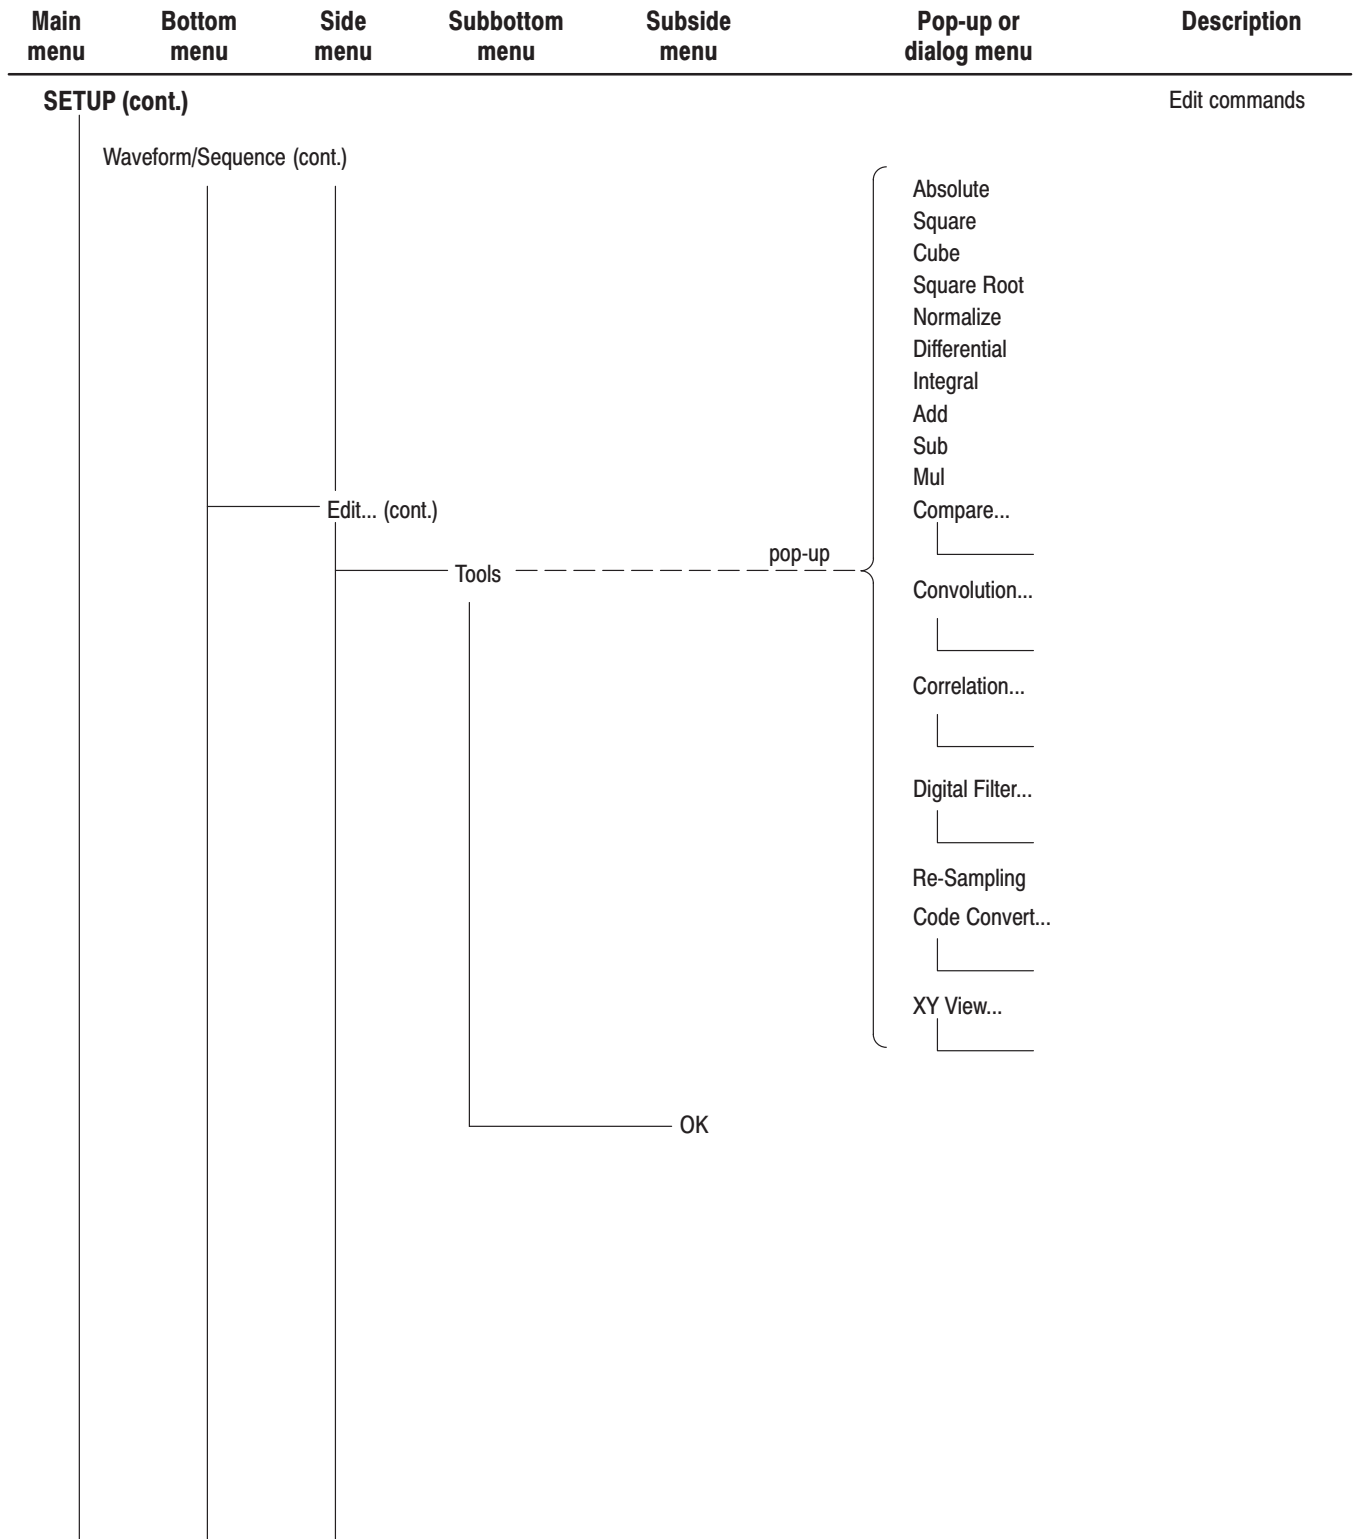 Main menu Bottom menu Side menu Subbottom menu Subside menu Pop-up or dialog menu Description
SETUP (cont.) Edit commands
Waveform/Sequence (cont.)
Absolute
Square
Cube
Square Root
Normalize
Differential
Integral
Add
Sub
Mul
Edit... (cont.) Compare...
Tools pop-up
Convolution...
Correlation...
Digital Filter...
Re-Sampling
Code Convert...
XY View...
OK